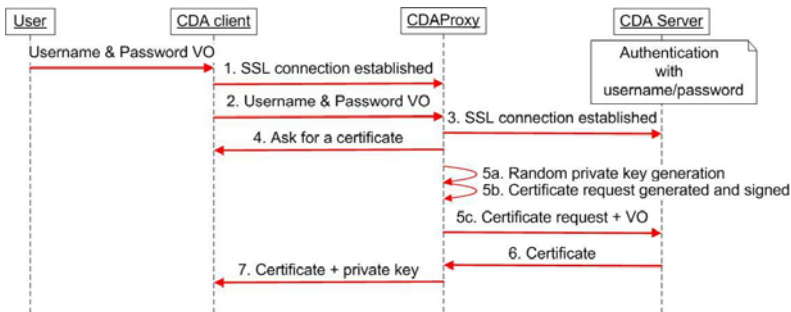 User
CDA client
CDAProxy
CDA Server
Username & Password VO
Authentication
with
username/password
1. SSL connection established
2. Username & Password VO
3. SSL connection established
4. Ask for a certificate
5a. Random private key generation
5b. Certificate request generated and signed
5c. Certificate request + VO
6. Certificate
7. Certificate + private key